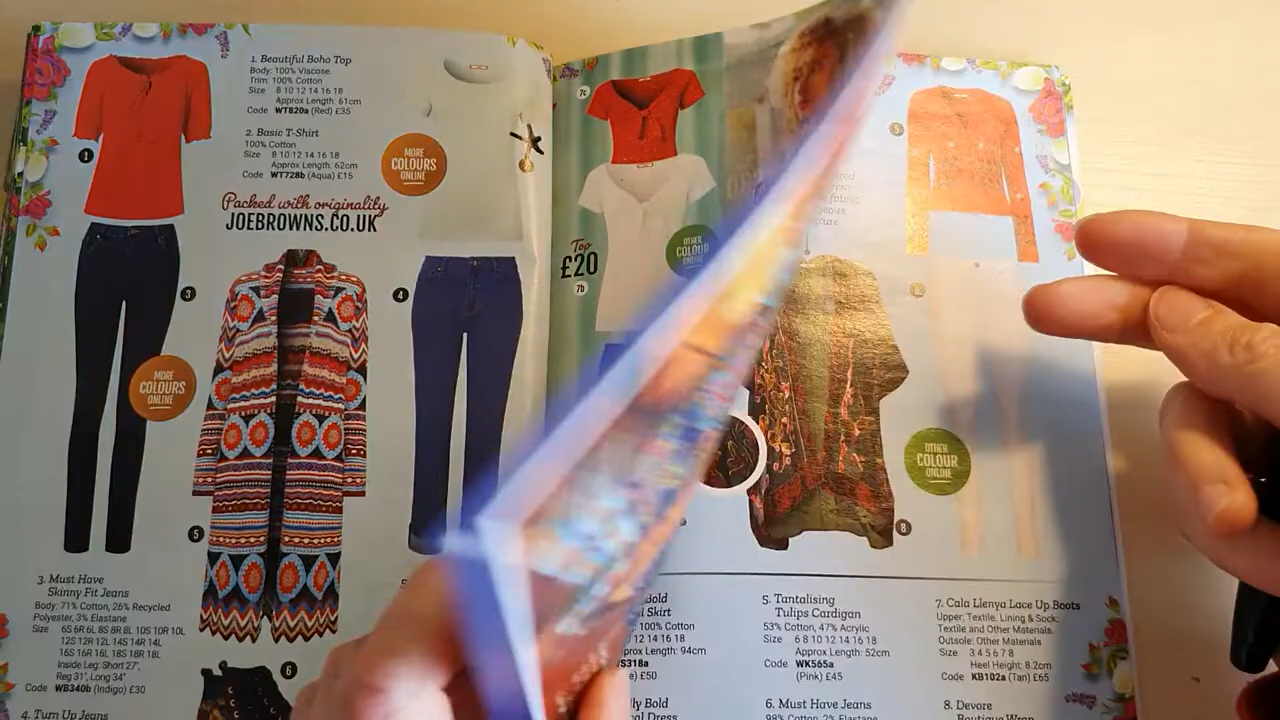 1. Beautiful Boho Top
Body: 100% Viscose.
Trim: 100% Cotton
Size 8 10 12 14 16 18
Approx Length: 61cm
Code WT820a (Red) £35
2. Basic T-Shirt
100% Cotton
Size 8 10 12 14 16 18
Approx Length: 62cm
Code WT728b (Aqua) £15
MORE
COLOURS
ONLINE
Packed with originality
JOEBROWNS.CO.UK
1
3
4
MORE
COLOURS
ONLINE
5
6
3. Must Have
Skinny Fit Jeans
Body: 71% Cotton, 26% Recycled
Polyester, 3% Elastane
Size 6S 6R 6L 8S 8R 8L 10S 10R 10L
12S 12R 12L 14S 14R 14L
16S 16R 16L 18S 18R 18L
Inside Leg: Short 27",
Reg 31", Long 34"
Code WB340b (Indigo) £30
4. Turn Up Jeans
7c
Top
£20
7b
OTHER
COLOUR
ONLINE
5
OTHER
COLOUR
ONLINE
8
Bold
Skirt
100% Cotton
12 14 16 18
Length: 94cm
S318a
£50
5. Tantalising
Tulips Cardigan
53% Cotton, 47% Acrylic
Size 6 8 10 12 14 16 18
Approx Length: 52cm
Code WK565a
(Pink) £45
6. Must Have Jeans
98% Cotton, 2% Elastane
7. Cala Llenya Lace Up Boots
Upper: Textile, Lining & Sock:
Textile and Other Materials.
Outsole: Other Materials
Size 3 4 5 6 7 8
Heel Height: 8.2cm
Code KB102a (Tan) £65
8. Devore
Boutique Wrap